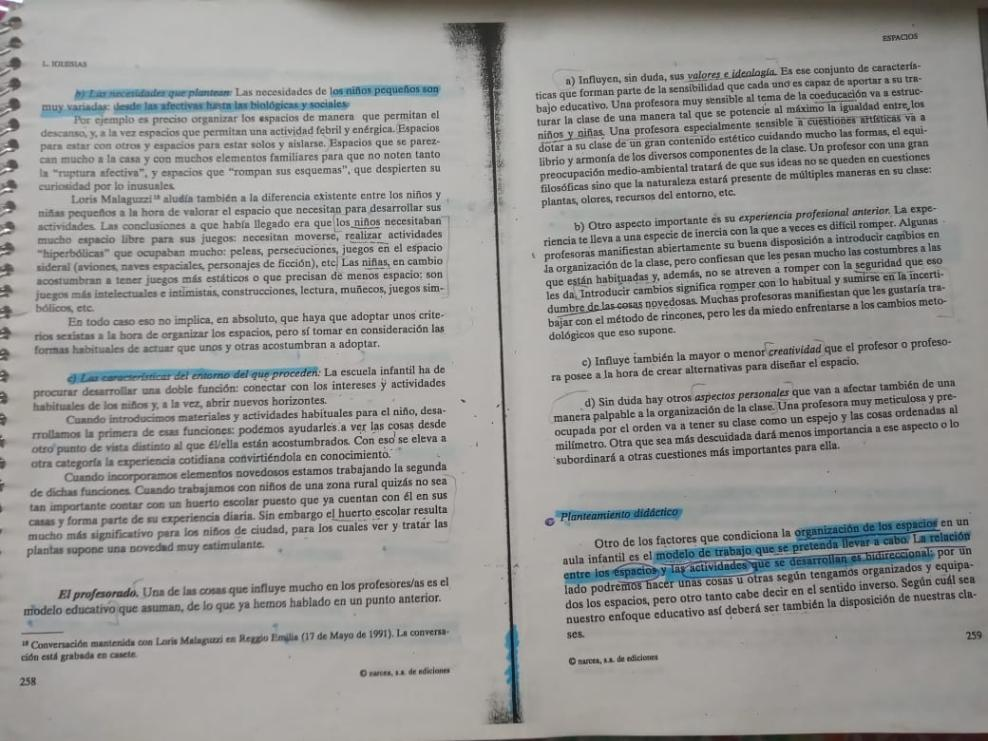 L. IGLESIAS
b) Las necesidades que plantean: Las necesidades de los niños pequeños son
muy variadas: desde las afectivas hasta las biológicas y sociales.
Por ejemplo es preciso organizar los espacios de manera que permitan el
descanso, y, a la vez espacios que permitan una actividad febril y enérgica. Espacios
para estar con otros y espacios para estar solos y aislarse. Espacios que se parez-
can mucho a la casa y con muchos elementos familiares para que no noten tanto
la "ruptura afectiva", y espacios que "rompan sus esquemas", que despierten su
curiosidad por lo inusuales.
Loris Malaguzzi¹⁸ aludía también a la diferencia existente entre los niños y
niñas pequeños a la hora de valorar el espacio que necesitan para desarrollar sus
actividades. Las conclusiones a que había llegado era que los niños necesitaban
mucho espacio libre para sus juegos: necesitan moverse, realizar actividades
"hiperbólicas" que ocupaban mucho: peleas, persecuciones, juegos en el espacio
sideral (aviones, naves espaciales, personajes de ficción), etc. Las niñas, en cambio
acostumbran a tener juegos más estáticos o que precisan de menos espacio: son
juegos más intelectuales e intimistas, construcciones, lectura, muñecos, juegos sim-
bólicos, etc.
En todo caso eso no implica, en absoluto, que haya que adoptar unos crite-
rios sexistas a la hora de organizar los espacios, pero sí tomar en consideración las
formas habituales de actuar que unos y otras acostumbran a adoptar.
c) Las características del entorno del que proceden: La escuela infantil ha de
procurar desarrollar una doble función: conectar con los intereses y actividades
habituales de los niños y, a la vez, abrir nuevos horizontes.
Cuando introducimos materiales y actividades habituales para el niño, desa-
rrollamos la primera de esas funciones: podemos ayudarles a ver las cosas desde
otro punto de vista distinto al que él/ella están acostumbrados. Con eso se eleva a
otra categoría la experiencia cotidiana convirtiéndola en conocimiento.
Cuando incorporamos elementos novedosos estamos trabajando la segunda
de dichas funciones. Cuando trabajamos con niños de una zona rural quizás no sea
tan importante contar con un huerto escolar puesto que ya cuentan con él en sus
casas y forma parte de su experiencia diaria. Sin embargo el huerto escolar resulta
mucho más significativo para los niños de ciudad, para los cuales ver y tratar las
plantas supone una novedad muy estimulante.
El profesorado. Una de las cosas que influye mucho en los profesores/as es el
modelo educativo que asuman, de lo que ya hemos hablado en un punto anterior.
¹⁸ Conversación mantenida con Loris Malaguzzi en Reggio Emilia (17 de Mayo de 1991). La conversa-
ción está grabada en casete.
© narcea, s.a. de ediciones
258
ESPACIOS
a) Influyen, sin duda, sus valores e ideología. Es ese conjunto de caracterís-
ticas que forman parte de la sensibilidad que cada uno es capaz de aportar a su tra-
bajo educativo. Una profesora muy sensible al tema de la coeducación va a estruc-
turar la clase de una manera tal que se potencie al máximo la igualdad entre los
niños y niñas. Una profesora especialmente sensible a cuestiones artísticas va a
dotar a su clase de un gran contenido estético cuidando mucho las formas, el equi-
librio y armonía de los diversos componentes de la clase. Un profesor con una gran
preocupación medio-ambiental tratará de que sus ideas no se queden en cuestiones
filosóficas sino que la naturaleza estará presente de múltiples maneras en su clase:
plantas, olores, recursos del entorno, etc.
b) Otro aspecto importante es su experiencia profesional anterior. La expe-
riencia te lleva a una especie de inercia con la que a veces es difícil romper. Algunas
profesoras manifiestan abiertamente su buena disposición a introducir cambios en
la organización de la clase, pero confiesan que les pesan mucho las costumbres a las
que están habituadas y, además, no se atreven a romper con la seguridad que eso
les da. Introducir cambios significa romper con lo habitual y sumirse en la incerti-
dumbre de las cosas novedosas. Muchas profesoras manifiestan que les gustaría tra-
bajar con el método de rincones, pero les da miedo enfrentarse a los cambios meto-
dológicos que eso supone.
c) Influye también la mayor o menor creatividad que el profesor o profeso-
ra posee a la hora de crear alternativas para diseñar el espacio.
d) Sin duda hay otros aspectos personales que van a afectar también de una
manera palpable a la organización de la clase. Una profesora muy meticulosa y pre-
ocupada por el orden va a tener su clase como un espejo y las cosas ordenadas al
milímetro. Otra que sea más descuidada dará menos importancia a ese aspecto o lo
subordinará a otras cuestiones más importantes para ella.
Planteamiento didáctico
Otro de los factores que condiciona la organización de los espacios en un
aula infantil es el modelo de trabajo que se pretenda llevar a cabo. La relación
entre los espacios y las actividades que se desarrollan es bidireccional: por un
lado podremos hacer unas cosas u otras según tengamos organizados y equipa-
dos los espacios, pero otro tanto cabe decir en el sentido inverso. Según cuál sea
nuestro enfoque educativo así deberá ser también la disposición de nuestras cla-
ses.
259
© narcea, s.a. de ediciones